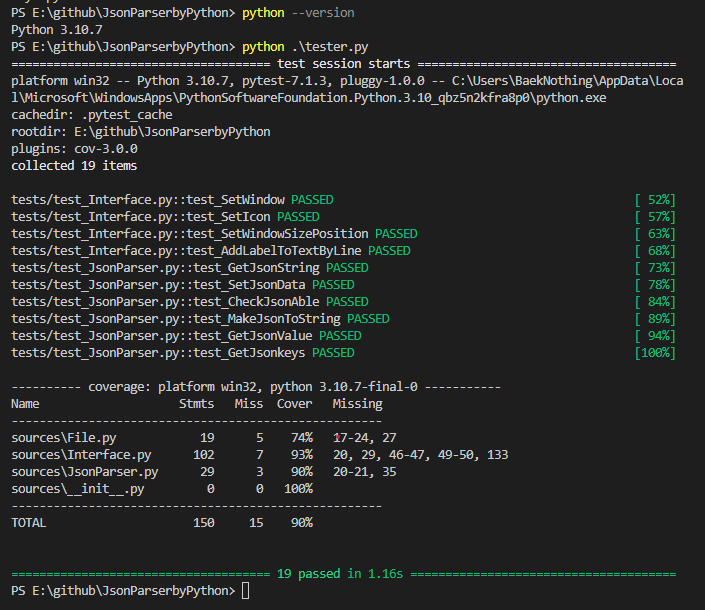 PS E:\github\JsonParserbyPython> python --version
Python 3.10.7
PS E:\github\JsonParserbyPython> python .\tester.py
===================================== test session starts =====================================
platform win32 -- Python 3.10.7, pytest-7.1.3, pluggy-1.0.0 -- C:\Users\BaekNothing\AppData\Loca
l\Microsoft\WindowsApps\PythonSoftwareFoundation.Python.3.10_qbz5n2kfra8p0\python.exe
cachedir: .pytest_cache
rootdir: E:\github\JsonParserbyPython
plugins: cov-3.0.0
collected 19 items
tests/test_Interface.py::test_SetWindow PASSED [ 52%]
tests/test_Interface.py::test_SetIcon PASSED [ 57%]
tests/test_Interface.py::test_SetWindowSizePosition PASSED [ 63%]
tests/test_Interface.py::test_AddLabelToTextByLine PASSED [ 68%]
tests/test_JsonParser.py::test_GetJsonString PASSED [ 73%]
tests/test_JsonParser.py::test_SetJsonData PASSED [ 78%]
tests/test_JsonParser.py::test_CheckJsonAble PASSED [ 84%]
tests/test_JsonParser.py::test_MakeJsonToString PASSED [ 89%]
tests/test_JsonParser.py::test_GetJsonValue PASSED [ 94%]
tests/test_JsonParser.py::test_GetJsonkeys PASSED [100%]
---------- coverage: platform win32, python 3.10.7-final-0 -----------
Name Stmts Miss Cover Missing
-----------------------------------------------------
sources\File.py 19 5 74% 17-24, 27
sources\Interface.py 102 7 93% 20, 29, 46-47, 49-50, 133
sources\JsonParser.py 29 3 90% 20-21, 35
sources\__init__.py 0 0 100%
-----------------------------------------------------
TOTAL 150 15 90%
===================================== 19 passed in 1.16s ======================================
PS E:\github\JsonParserbyPython>